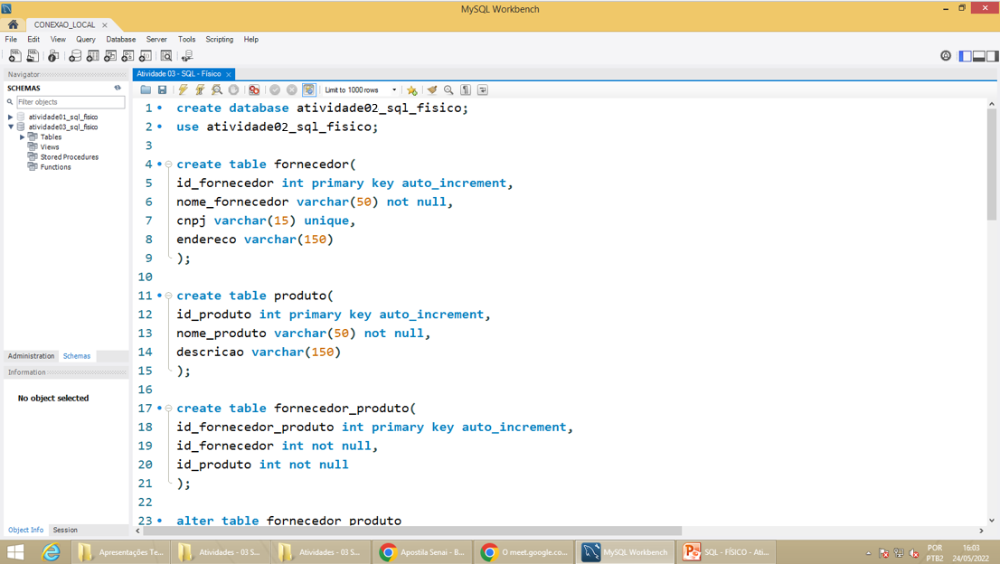 MySQL Workbench
CONEXAO_LOCAL
File Edit View Query Database Server Tools Scripting Help
Navigator
SCHEMAS
Filter objects
atividade01_sql_fisico
atividade03_sql_fisico
Tables
Views
Stored Procedures
Functions
Administration Schemas
Information
No object selected
Object Info Session
Atividade 03 - SQL - Físico
Limit to 1000 rows
1 create database atividade02_sql_fisico;
2 use atividade02_sql_fisico;
3
4 create table fornecedor(
5 id_fornecedor int primary key auto_increment,
6 nome_fornecedor varchar(50) not null,
7 cnpj varchar(15) unique,
8 endereco varchar(150)
9 );
10
11 create table produto(
12 id_produto int primary key auto_increment,
13 nome_produto varchar(50) not null,
14 descricao varchar(150)
15 );
16
17 create table fornecedor_produto(
18 id_fornecedor_produto int primary key auto_increment,
19 id_fornecedor int not null,
20 id_produto int not null
21 );
22
23 alter table fornecedor_produto
Apresentações Te...
Atividades - 03 S...
Atividades - 03 S...
Apostila Senai - B...
O meet.google.co...
MySQL Workbench
SQL - FÍSICO - Ati...
POR
PTB2
16:03
24/05/2022